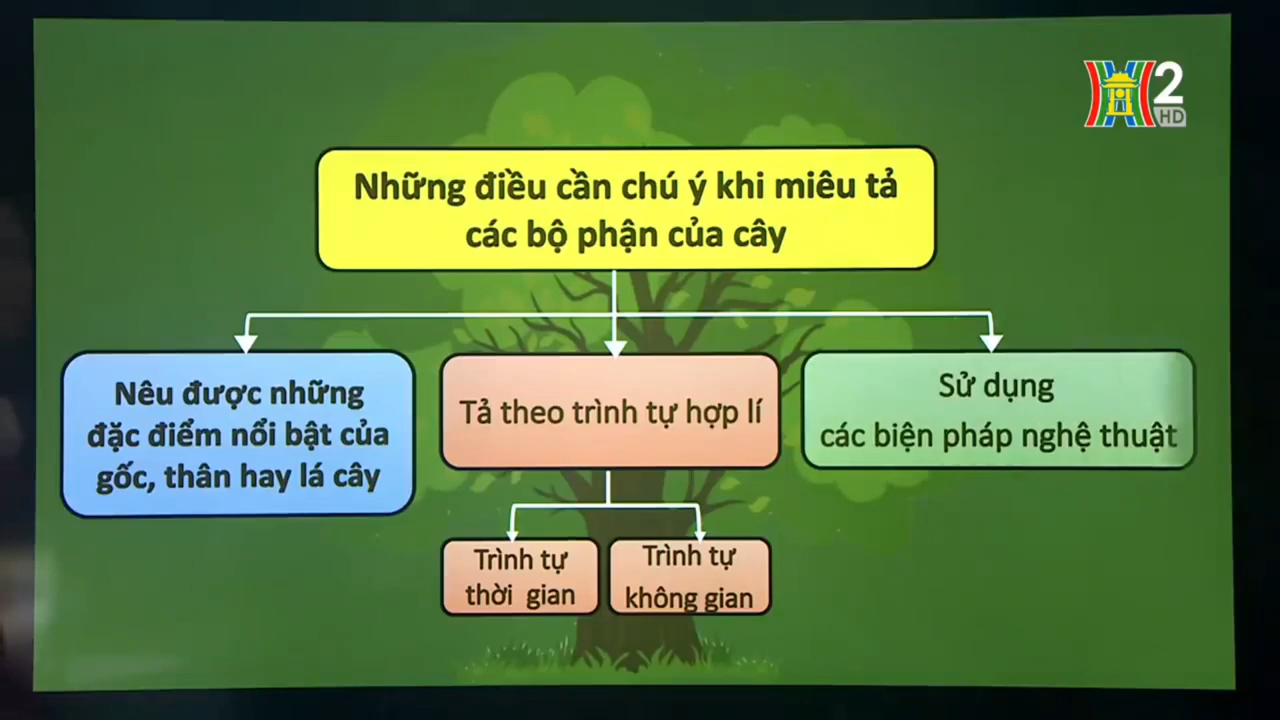 2
HD
Những điều cần chú ý khi miêu tả
các bộ phận của cây
Nêu được những
đặc điểm nổi bật của
gốc, thân hay lá cây
Tả theo trình tự hợp lí
Sử dụng
các biện pháp nghệ thuật
Trình tự
thời gian
Trình tự
không gian